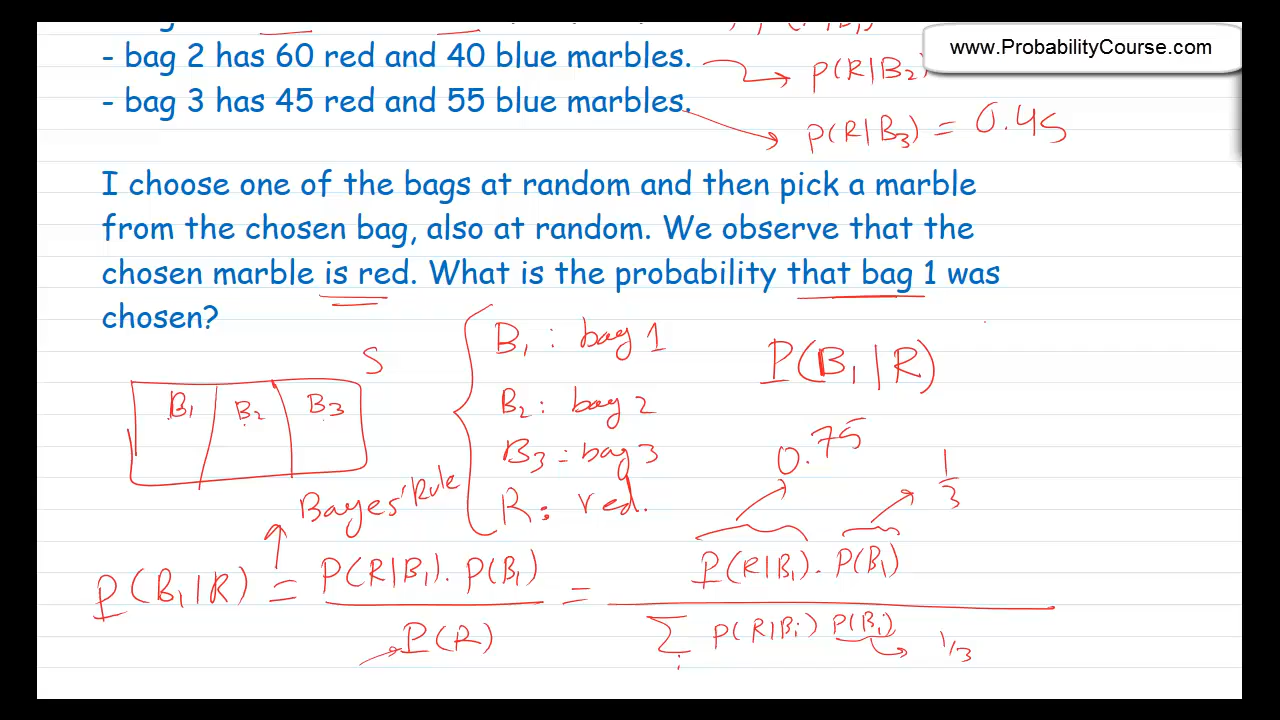 www.ProbabilityCourse.com
- bag 2 has 60 red and 40 blue marbles.
P(R|B2)
- bag 3 has 45 red and 55 blue marbles.
P(R|B3) = 0.45
I choose one of the bags at random and then pick a marble
from the chosen bag, also at random. We observe that the
chosen marble is red. What is the probability that bag 1 was
chosen?
S
B1 B2 B3
B1 : bag 1
B2 : bag 2
B3 : bag 3
R : red.
P(B1|R)
0.75
1/3
Bayes' Rule
P(B1|R) = P(R|B1). P(B1) / P(R) = P(R|B1). P(B1) / ∑i P(R|Bi) P(Bi)
1/3